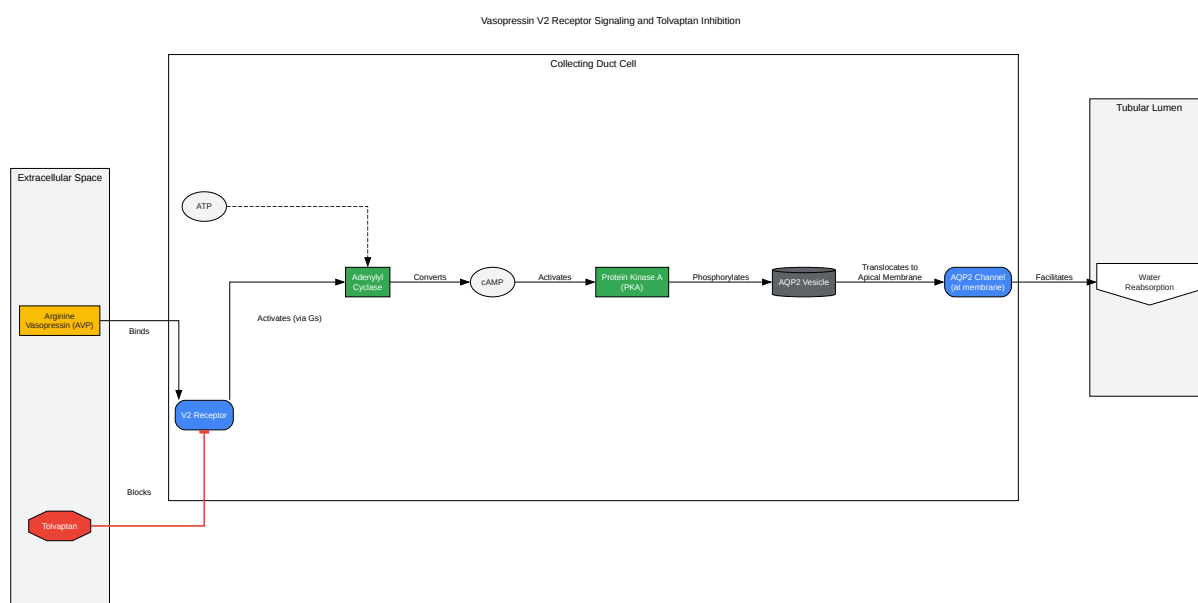 Vasopressin V2 Receptor Signaling and Tolvaptan Inhibition
Collecting Duct Cell
Tubular Lumen
Extracellular Space
ATP
Adenylyl
Cyclase
Converts
cAMP
Activates
Protein Kinase A
(PKA)
Phosphorylates
AQP2 Vesicle
Translocates to
Apical Membrane
AQP2 Channel
(at membrane)
Facilitates
Water
Reabsorption
Arginine
Vasopressin (AVP)
Binds
Activates (via Gs)
V2 Receptor
Blocks
Tolvaptan